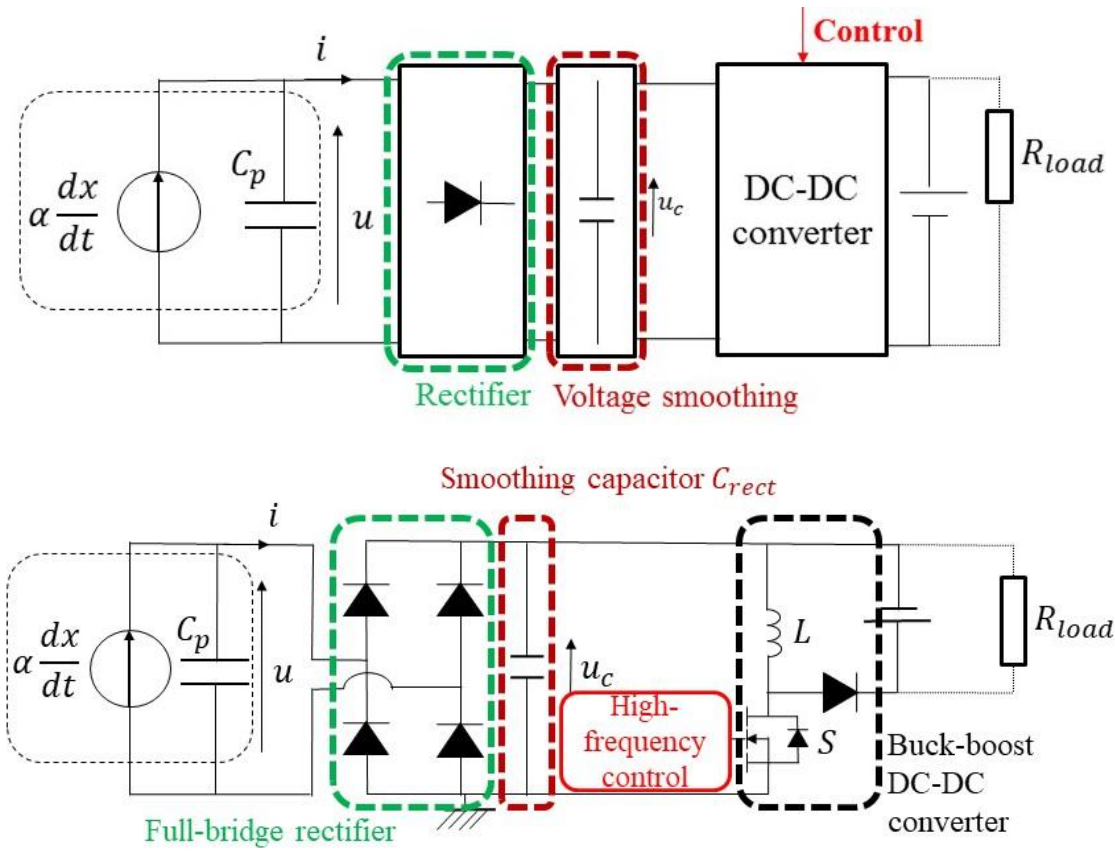 Control
i
α dx/dt
C_p
u
u_c
DC-DC
converter
R_load
Rectifier
Voltage smoothing
Smoothing capacitor C_rect
i
α dx/dt
C_p
u
u_c
L
R_load
High-
frequency
control
S
Buck-boost
DC-DC
converter
Full-bridge rectifier